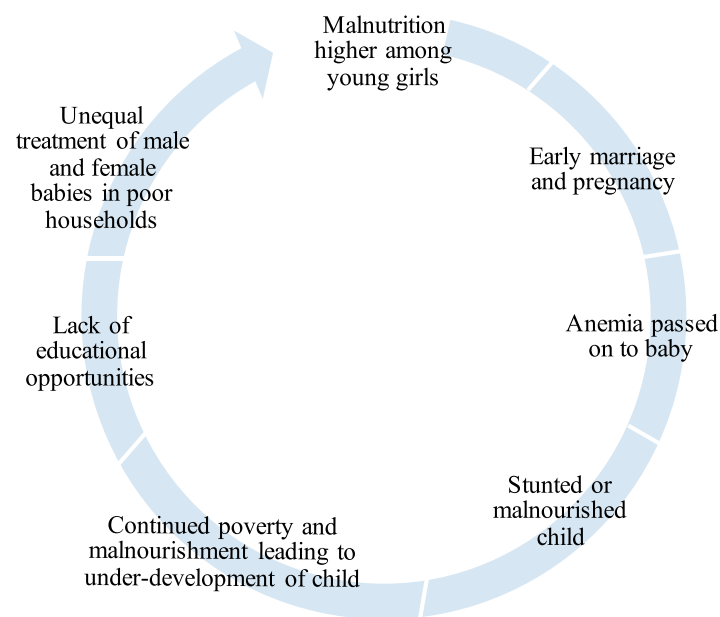 Malnutrition
higher among
young girls
Early marriage
and pregnancy
Anemia passed
on to baby
Stunted or
malnourished
child
Continued poverty and
malnourishment leading to
under-development of child
Lack of
educational
opportunities
Unequal
treatment of male
and female
babies in poor
households